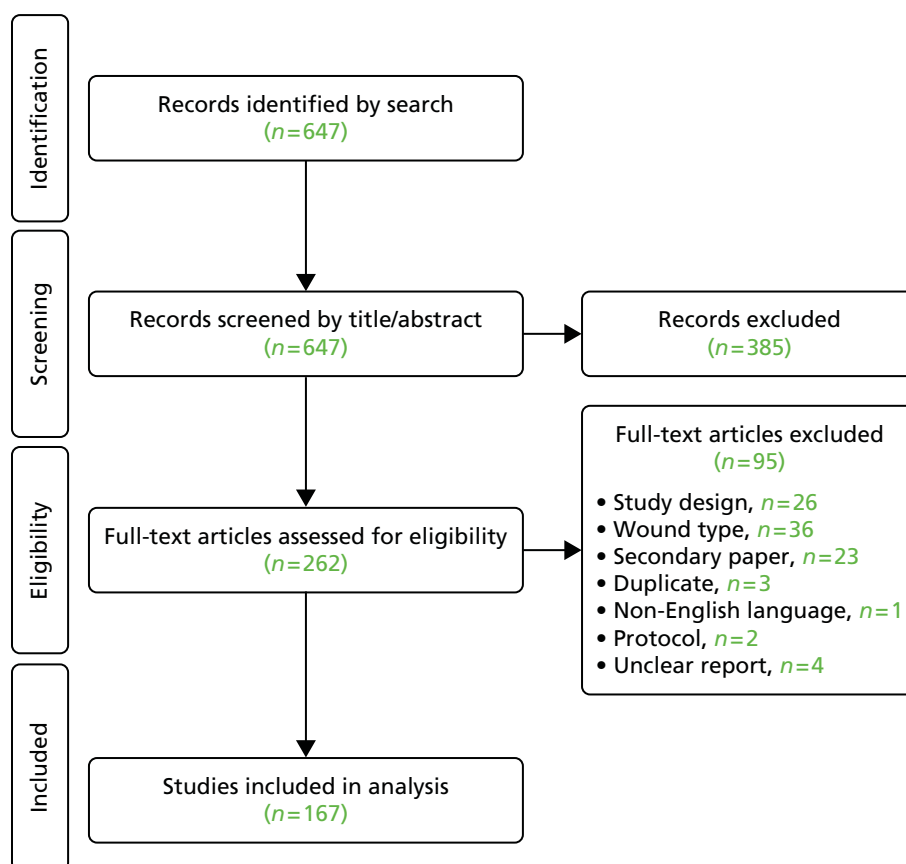 Identification
Records identified by search
(n=647)
Screening
Records screened by title/abstract
(n=647)
Records excluded
(n=385)
Eligibility
Full-text articles assessed for eligibility
(n=262)
Full-text articles excluded
(n=95)
• Study design, n=26
• Wound type, n=36
• Secondary paper, n=23
• Duplicate, n=3
• Non-English language, n=1
• Protocol, n=2
• Unclear report, n=4
Included
Studies included in analysis
(n=167)